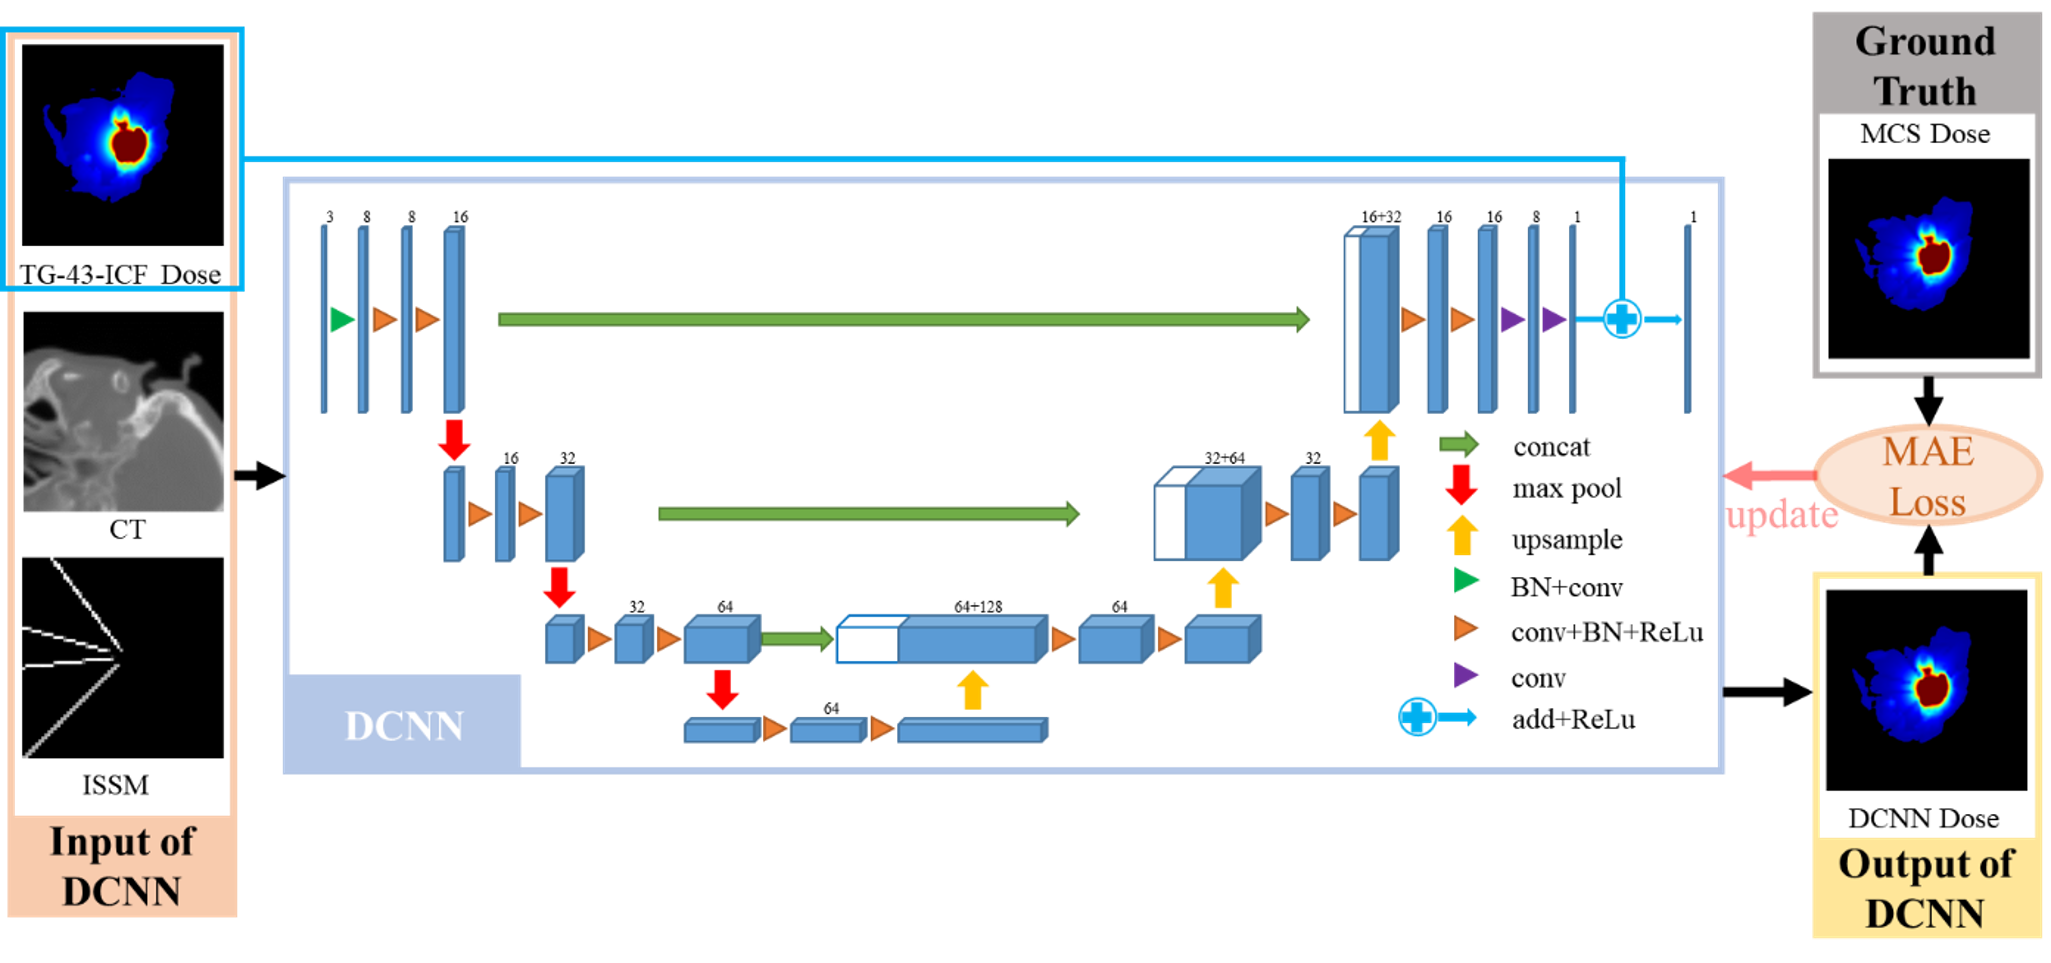 TG-43-ICF Dose
CT
ISSM
Input of
DCNN
3
8
8
16
16+32
16
16
8
1
1
16
32
32+64
32
32
64
64+128
64
64
DCNN
concat
max pool
upsample
BN+conv
conv+BN+ReLu
conv
add+ReLu
Ground
Truth
MCS Dose
MAE
Loss
update
DCNN Dose
Output of
DCNN